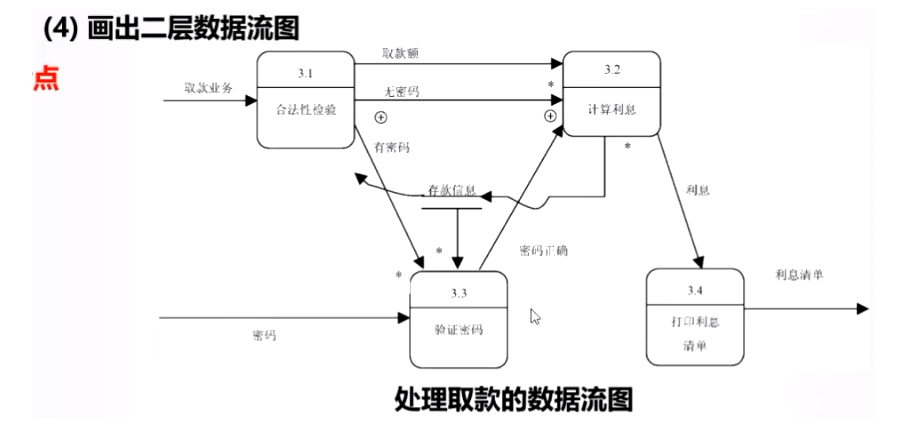 (4) 画出二层数据流图
点
取款业务
3.1
合法性检验
取款额
无密码
*
⊕
⊕
3.2
计算利息
*
有密码
存款信息
利息
*
密码正确
*
3.3
验证密码
密码
3.4
打印利息
清单
利息清单
处理取款的数据流图